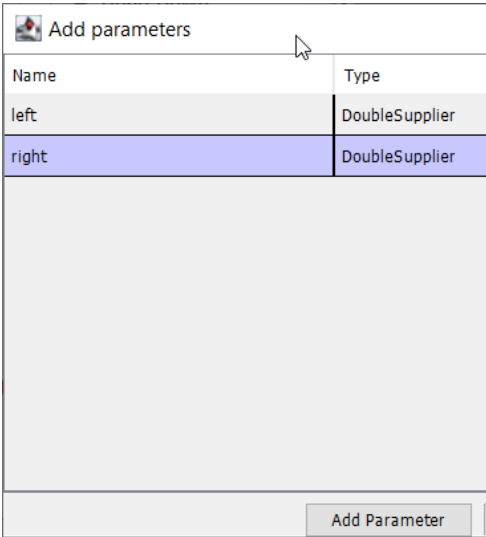 Add parameters
Name Type
left DoubleSupplier
right DoubleSupplier
Add Parameter